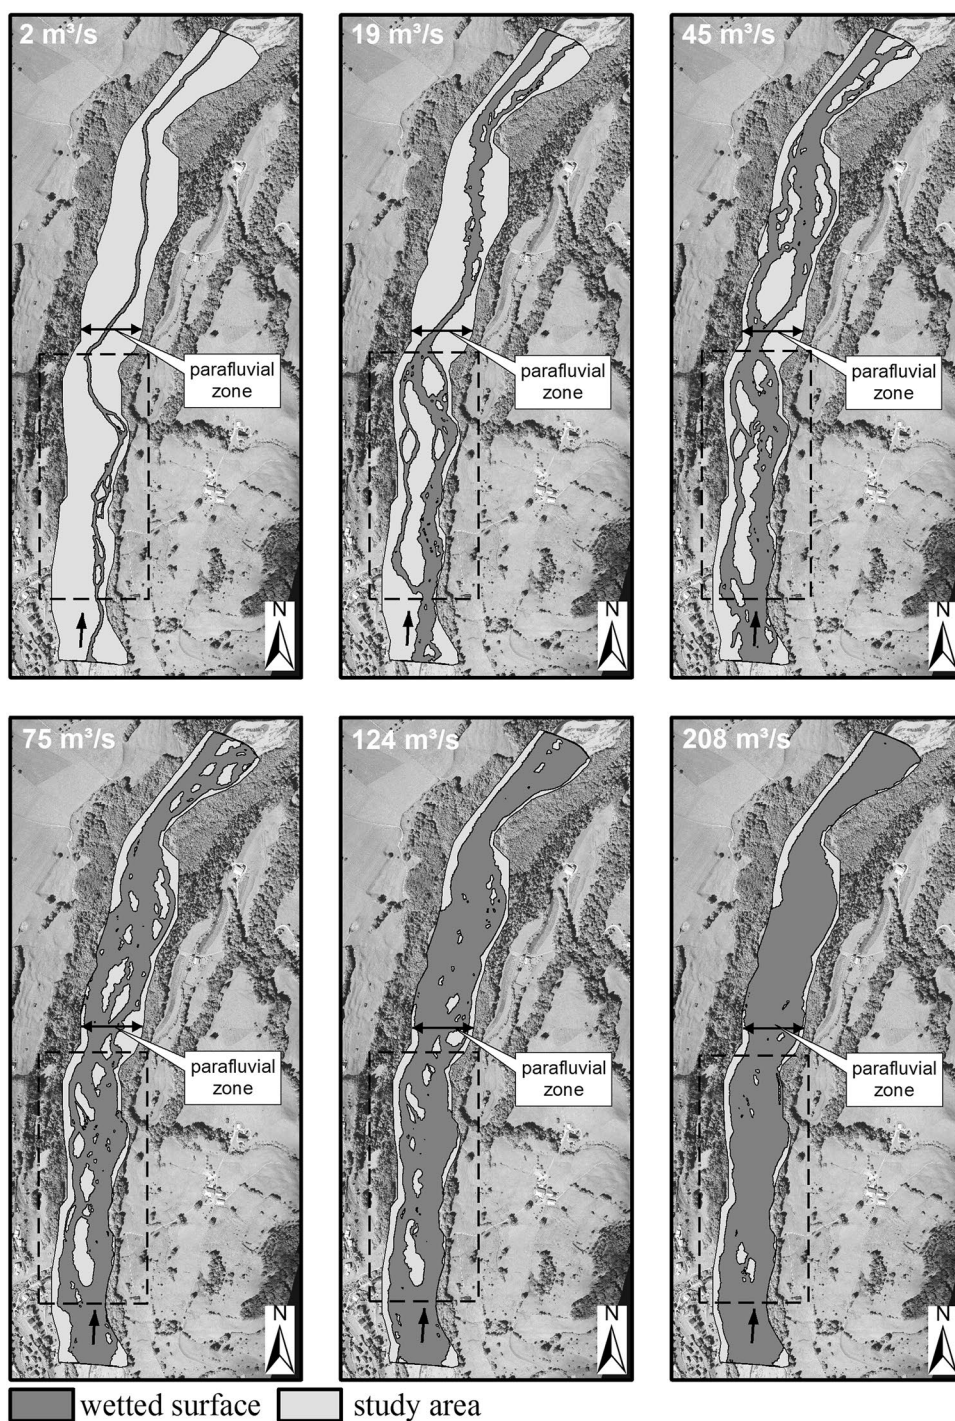 2 m³/s
19 m³/s
45 m³/s
parafluvial
zone
parafluvial
zone
parafluvial
zone
N
N
N
75 m³/s
124 m³/s
208 m³/s
parafluvial
zone
parafluvial
zone
parafluvial
zone
N
N
N
wetted surface
study area